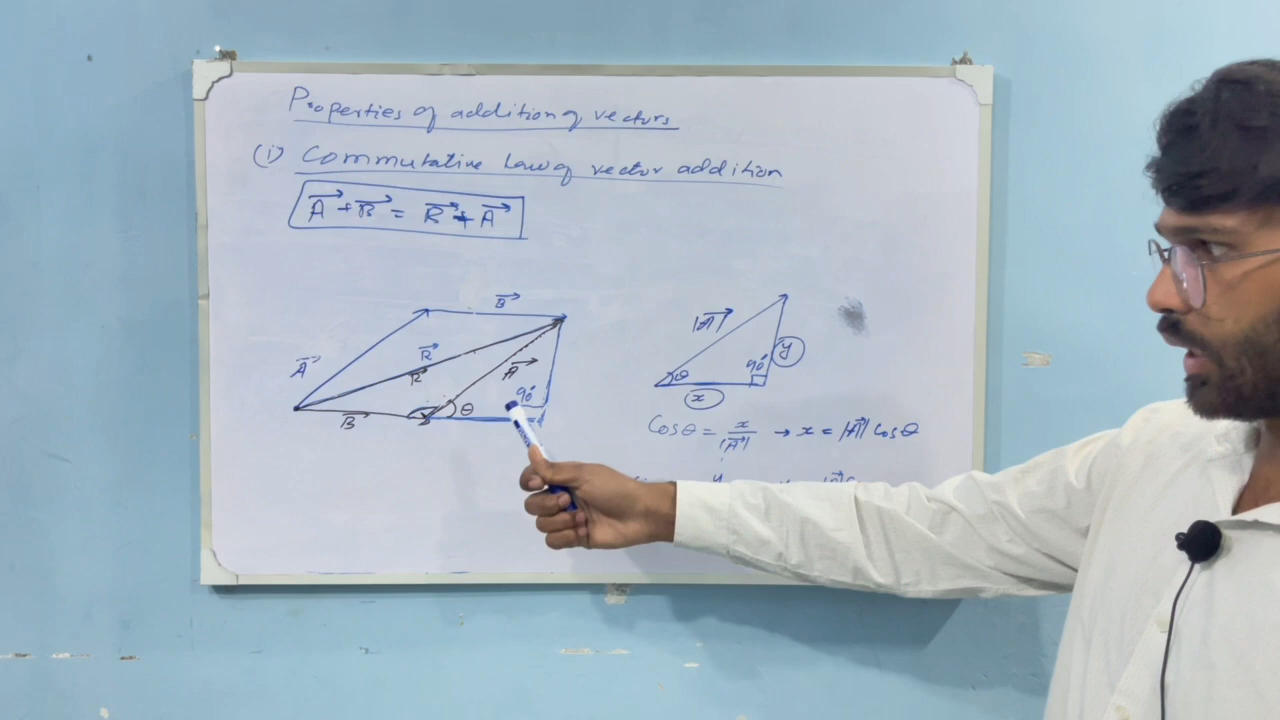 Properties of addition of vectors
(i) Commutative Law of vector addition
A⃗ + B⃗ = B⃗ + A⃗
B⃗
A⃗
R⃗
R⃗
A⃗
B⃗
θ
90°
|A⃗|
θ
90°
y
x
Cosθ = x/|A⃗| → x = |A⃗| Cosθ
y